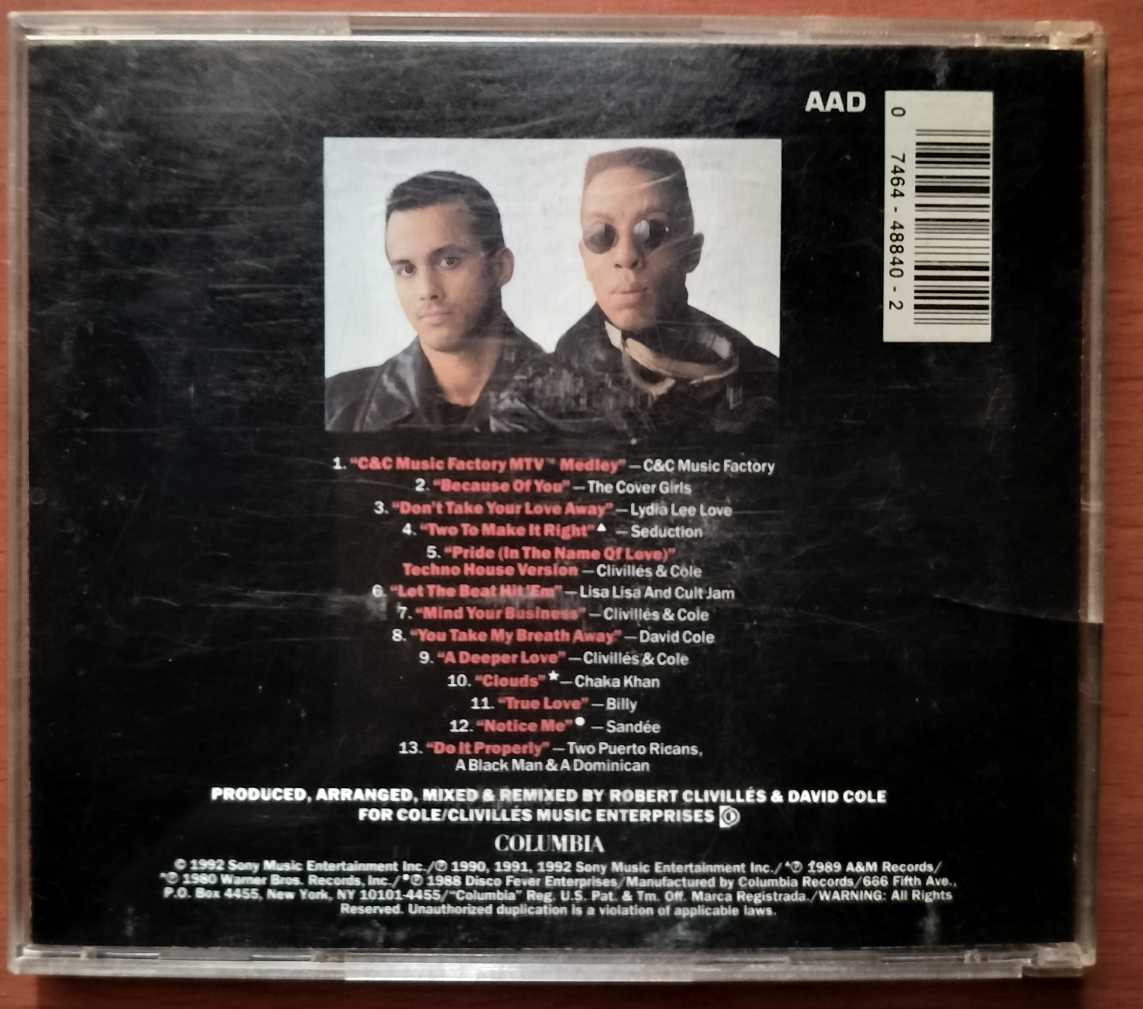 AAD
0 7464-48840-2
1. "C&C Music Factory MTV™ Medley" — C&C Music Factory
2. "Because Of You" — The Cover Girls
3. "Don't Take Your Love Away" — Lydia Lee Love
4. "Two To Make It Right"▲ — Seduction
5. "Pride (In The Name Of Love)"
Techno House Version — Clivillés & Cole
6. "Let The Beat Hit 'Em" — Lisa Lisa And Cult Jam
7. "Mind Your Business" — Clivillés & Cole
8. "You Take My Breath Away" — David Cole
9. "A Deeper Love" — Clivillés & Cole
10. "Clouds"★ — Chaka Khan
11. "True Love" — Billy
12. "Notice Me"● — Sandée
13. "Do It Properly" — Two Puerto Ricans,
A Black Man & A Dominican
PRODUCED, ARRANGED, MIXED & REMIXED BY ROBERT CLIVILLÉS & DAVID COLE
FOR COLE/CLIVILLÉS MUSIC ENTERPRISES
COLUMBIA
© 1992 Sony Music Entertainment Inc./℗ 1990, 1991, 1992 Sony Music Entertainment Inc./▲℗ 1989 A&M Records/
★℗ 1980 Warner Bros. Records, Inc./●℗ 1988 Disco Fever Enterprises/Manufactured by Columbia Records/666 Fifth Ave.,
P.O. Box 4455, New York, NY 10101-4455/"Columbia" Reg. U.S. Pat. & Tm. Off. Marca Registrada./WARNING: All Rights
Reserved. Unauthorized duplication is a violation of applicable laws.